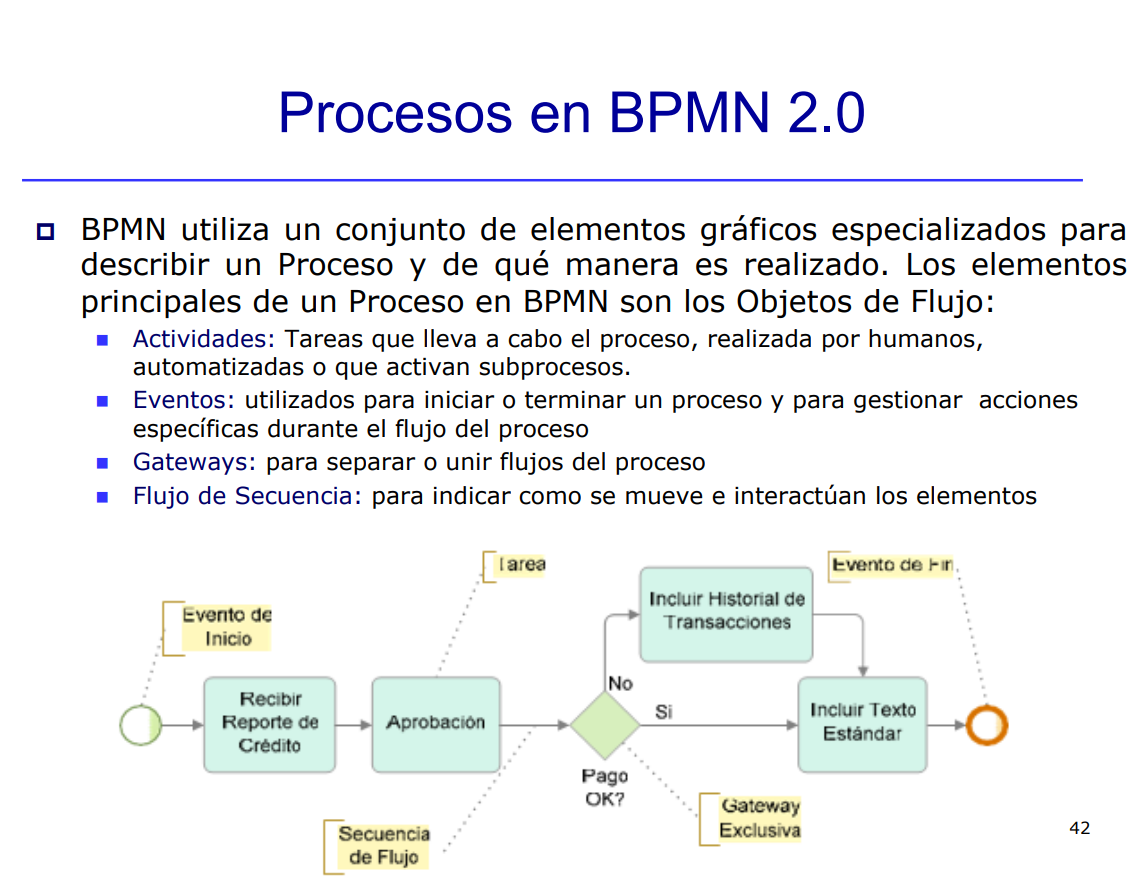 Procesos en BPMN 2.0
BPMN utiliza un conjunto de elementos gráficos especializados para
describir un Proceso y de qué manera es realizado. Los elementos
principales de un Proceso en BPMN son los Objetos de Flujo:
Actividades: Tareas que lleva a cabo el proceso, realizada por humanos,
automatizadas o que activan subprocesos.
Eventos: utilizados para iniciar o terminar un proceso y para gestionar acciones
específicas durante el flujo del proceso
Gateways: para separar o unir flujos del proceso
Flujo de Secuencia: para indicar como se mueve e interactúan los elementos
Tarea
Evento de Fin
Evento de
Inicio
Incluir Historial de
Transacciones
No
Recibir
Reporte de
Crédito
Aprobación
Si
Incluir Texto
Estándar
Pago
OK?
Gateway
Exclusiva
Secuencia
de Flujo
42